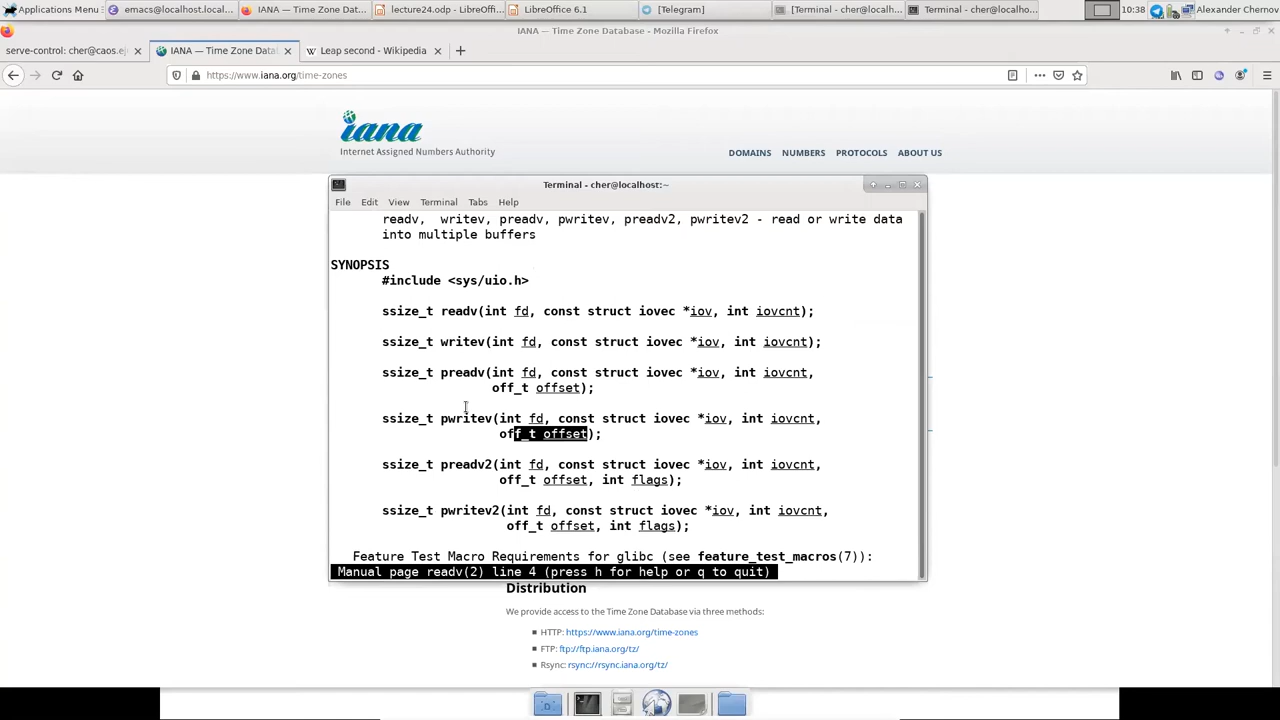 Applications Menu emacs@localhost.local... IANA — Time Zone Dat... lecture24.odp - LibreOffi... LibreOffice 6.1 [Telegram] [Terminal - cher@localh... Terminal - cher@localho... 10:38 Alexander Chernov
IANA — Time Zone Database - Mozilla Firefox
serve-control: cher@caos.ej IANA — Time Zone Data Leap second - Wikipedia
https://www.iana.org/time-zones
iana
Internet Assigned Numbers Authority
DOMAINS NUMBERS PROTOCOLS ABOUT US
Terminal - cher@localhost:~
File Edit View Terminal Tabs Help
readv, writev, preadv, pwritev, preadv2, pwritev2 - read or write data
into multiple buffers
SYNOPSIS
#include <sys/uio.h>
ssize_t readv(int fd, const struct iovec *iov, int iovcnt);
ssize_t writev(int fd, const struct iovec *iov, int iovcnt);
ssize_t preadv(int fd, const struct iovec *iov, int iovcnt,
off_t offset);
ssize_t pwritev(int fd, const struct iovec *iov, int iovcnt,
off_t offset);
ssize_t preadv2(int fd, const struct iovec *iov, int iovcnt,
off_t offset, int flags);
ssize_t pwritev2(int fd, const struct iovec *iov, int iovcnt,
off_t offset, int flags);
Feature Test Macro Requirements for glibc (see feature_test_macros(7)):
Manual page readv(2) line 4 (press h for help or q to quit)
Distribution
We provide access to the Time Zone Database via three methods:
HTTP: https://www.iana.org/time-zones
FTP: ftp://ftp.iana.org/tz/
Rsync: rsync://rsync.iana.org/tz/